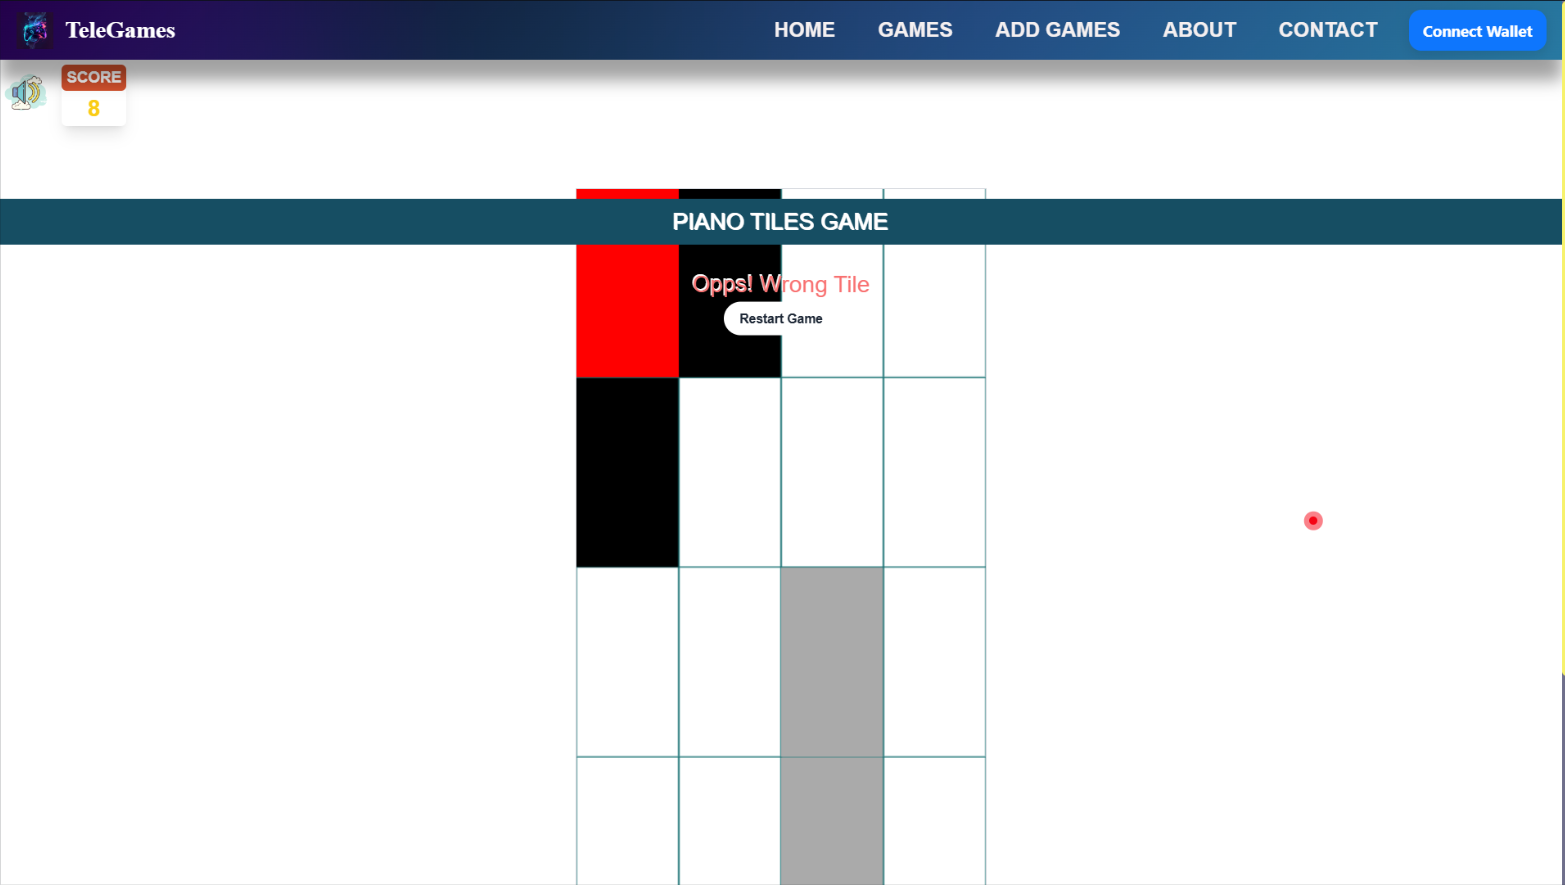 TeleGames
HOME
GAMES
ADD GAMES
ABOUT
CONTACT
Connect Wallet
SCORE
8
PIANO TILES GAME
Opps! Wrong Tile
Restart Game